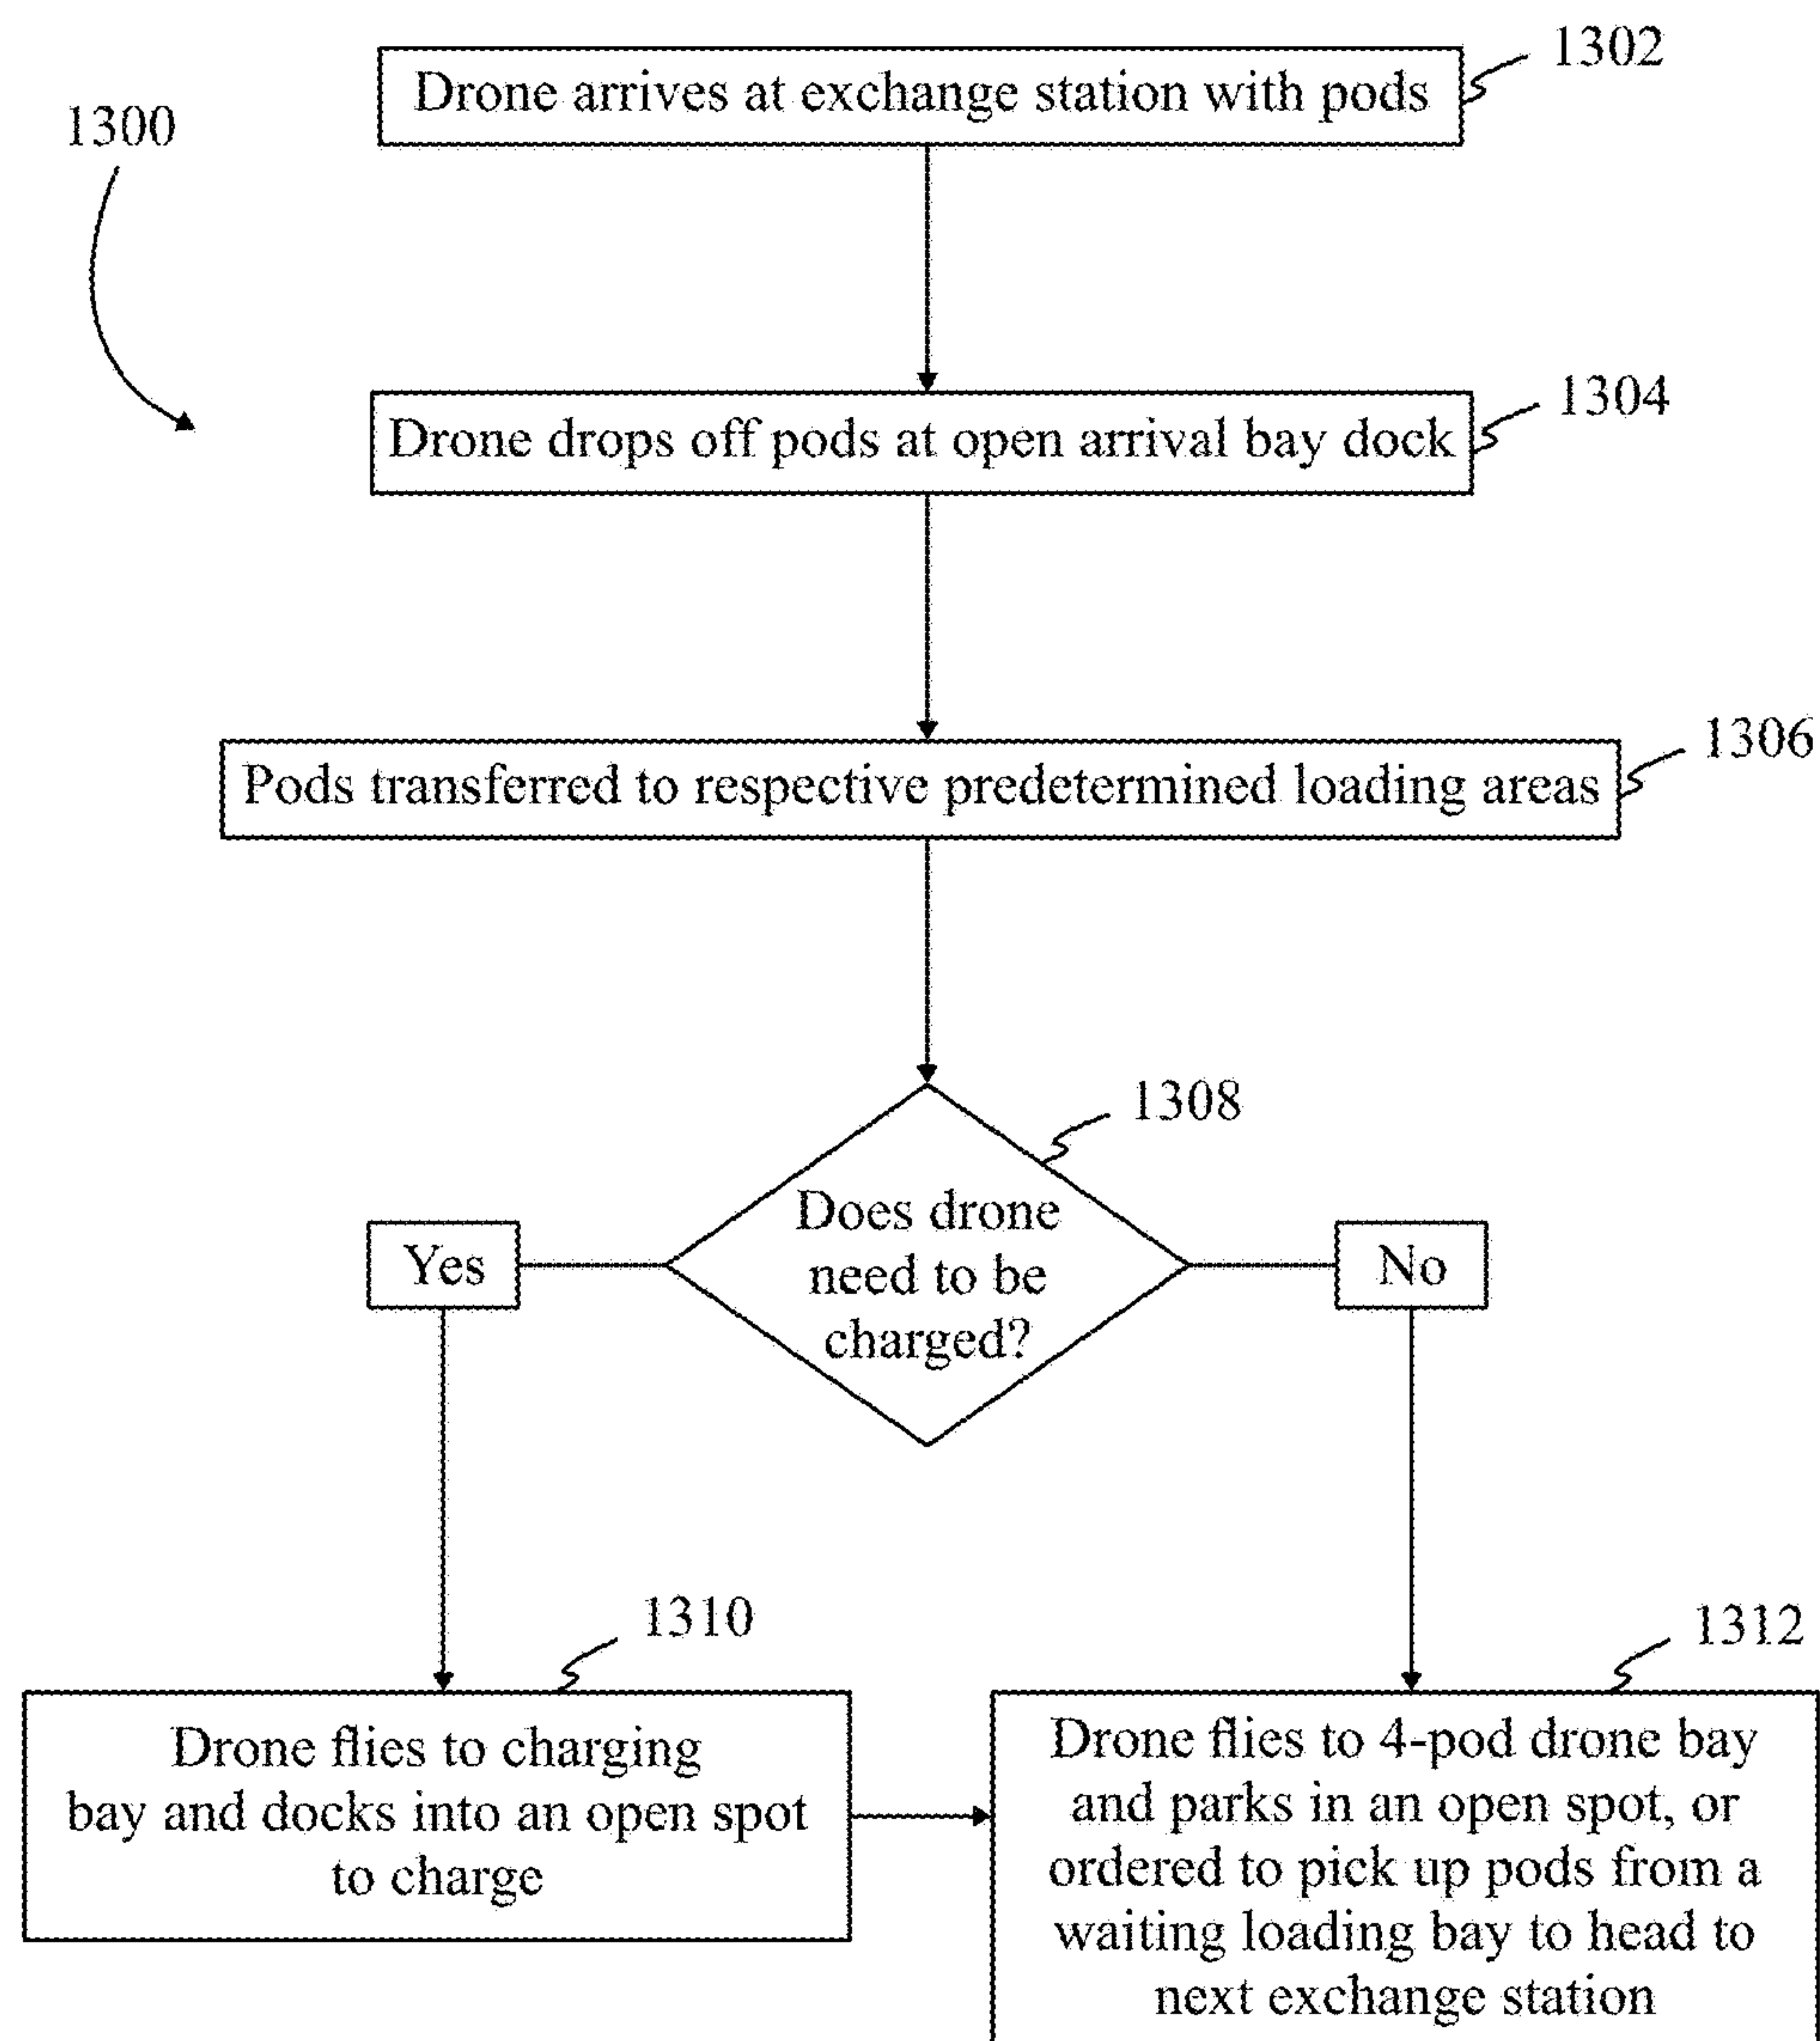 1302
Drone arrives at exchange station with pods
1300
1304
Drone drops off pods at open arrival bay dock
1306
Pods transferred to respective predetermined loading areas
1308
Does drone
need to be
charged?
Yes
No
1310
Drone flies to charging
bay and docks into an open spot
to charge
1312
Drone flies to 4-pod drone bay
and parks in an open spot, or
ordered to pick up pods from a
waiting loading bay to head to
next exchange station